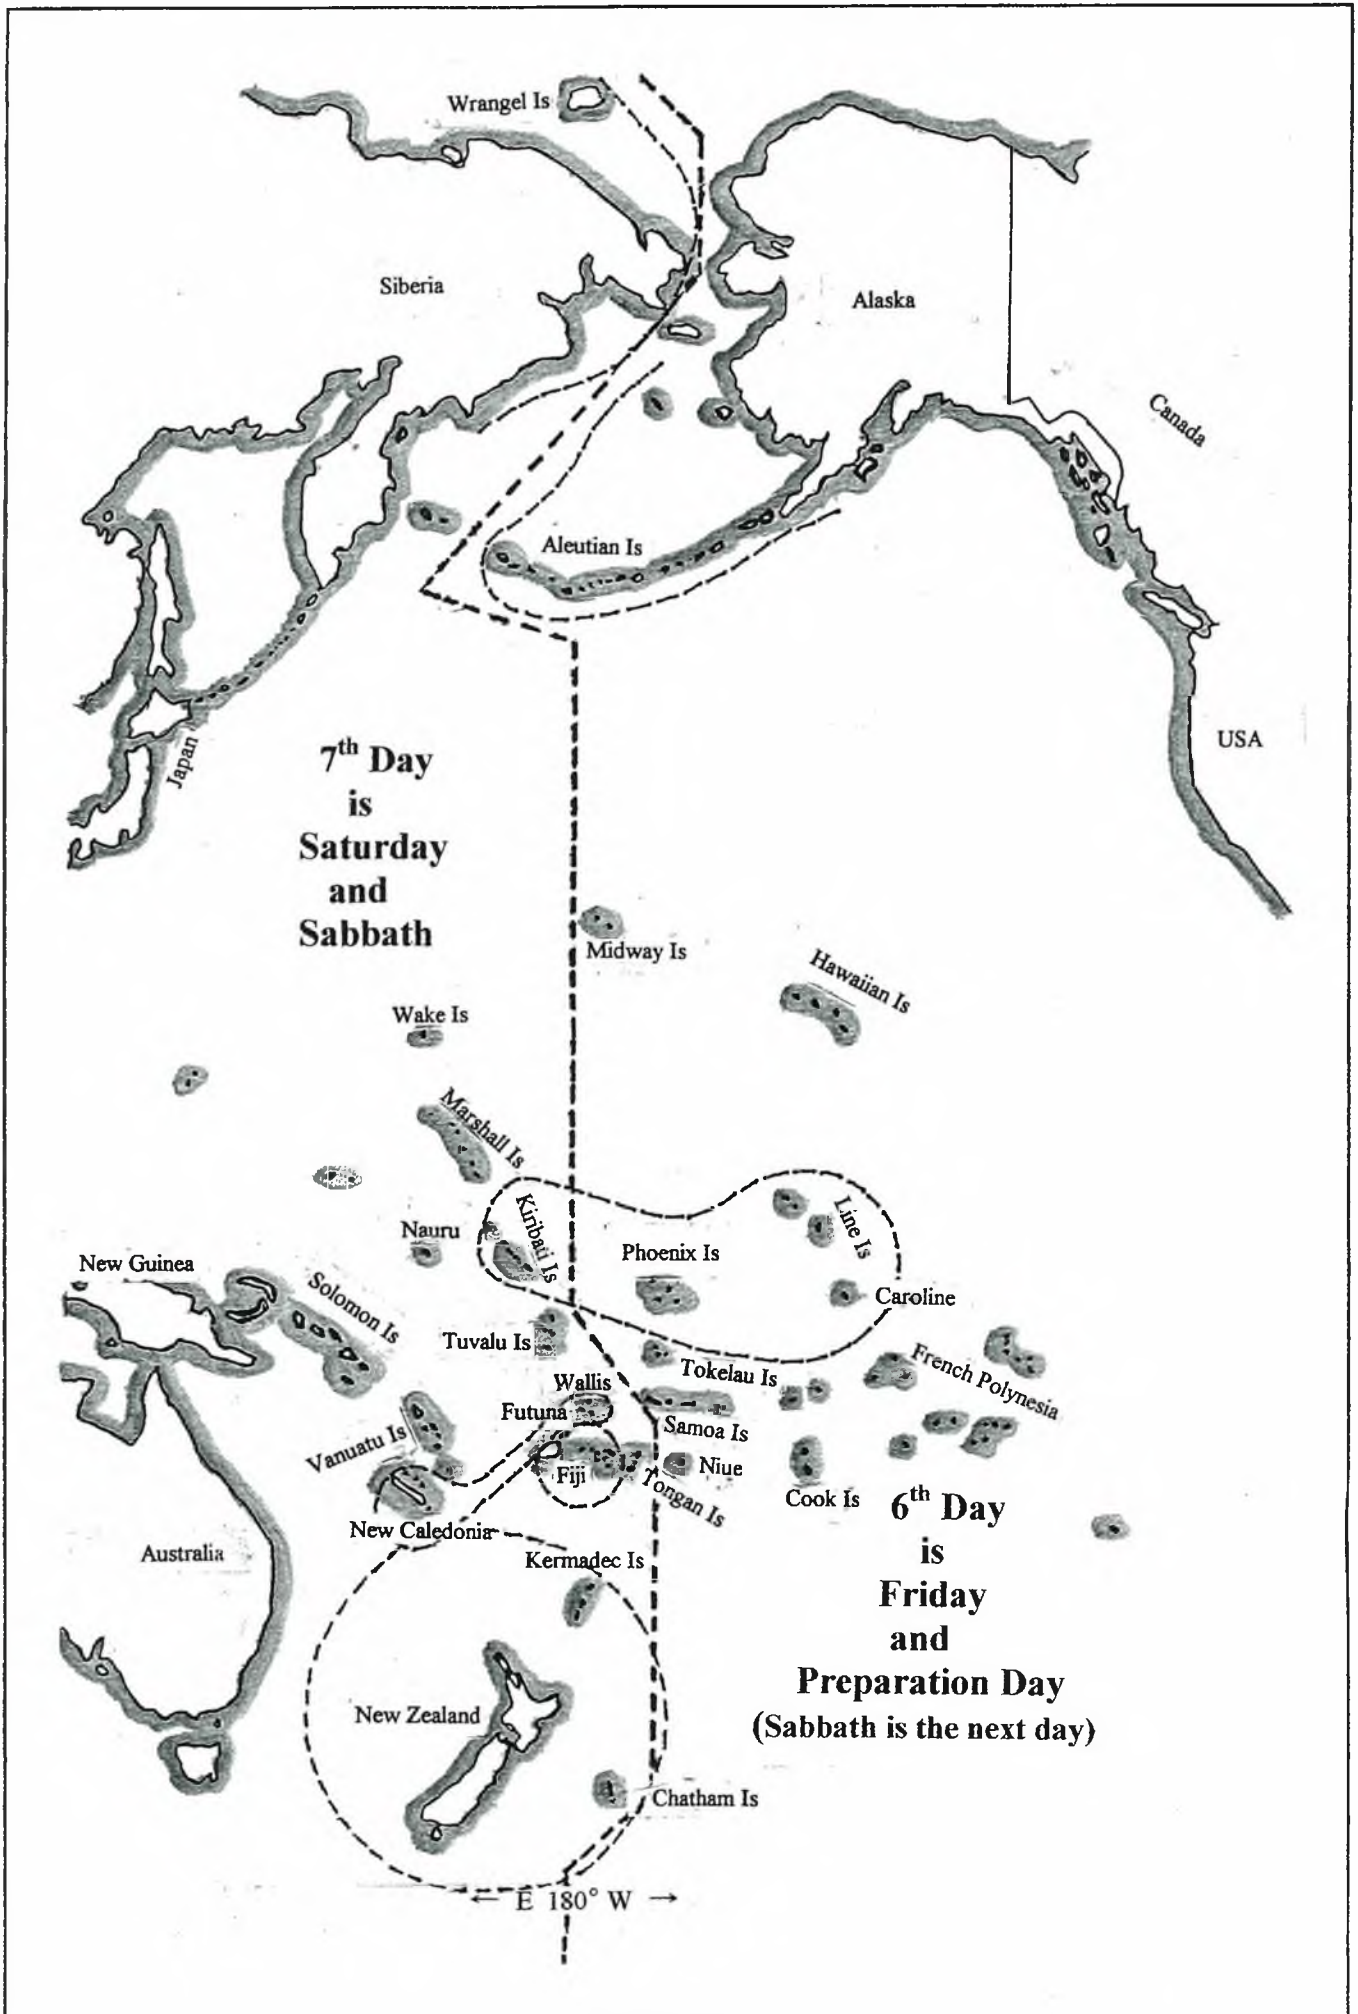 Wrangel Is
Siberia
Alaska
Canada
Aleutian Is
Japan
USA
7th Day
is
Saturday
and
Sabbath
Midway Is
Hawaiian Is
Wake Is
Marshall Is
Kiribati Is
Line Is
Nauru
Phoenix Is
New Guinea
Solomon Is
Caroline
Tuvalu Is
Tokelau Is
French Polynesia
Wallis
Futuna
Samoa Is
Vanuatu Is
Fiji
Tongan Is
Niue
Cook Is
6th Day
is
Friday
and
Preparation Day
(Sabbath is the next day)
New Caledonia
Australia
Kermadec Is
New Zealand
Chatham Is
← E 180° W →